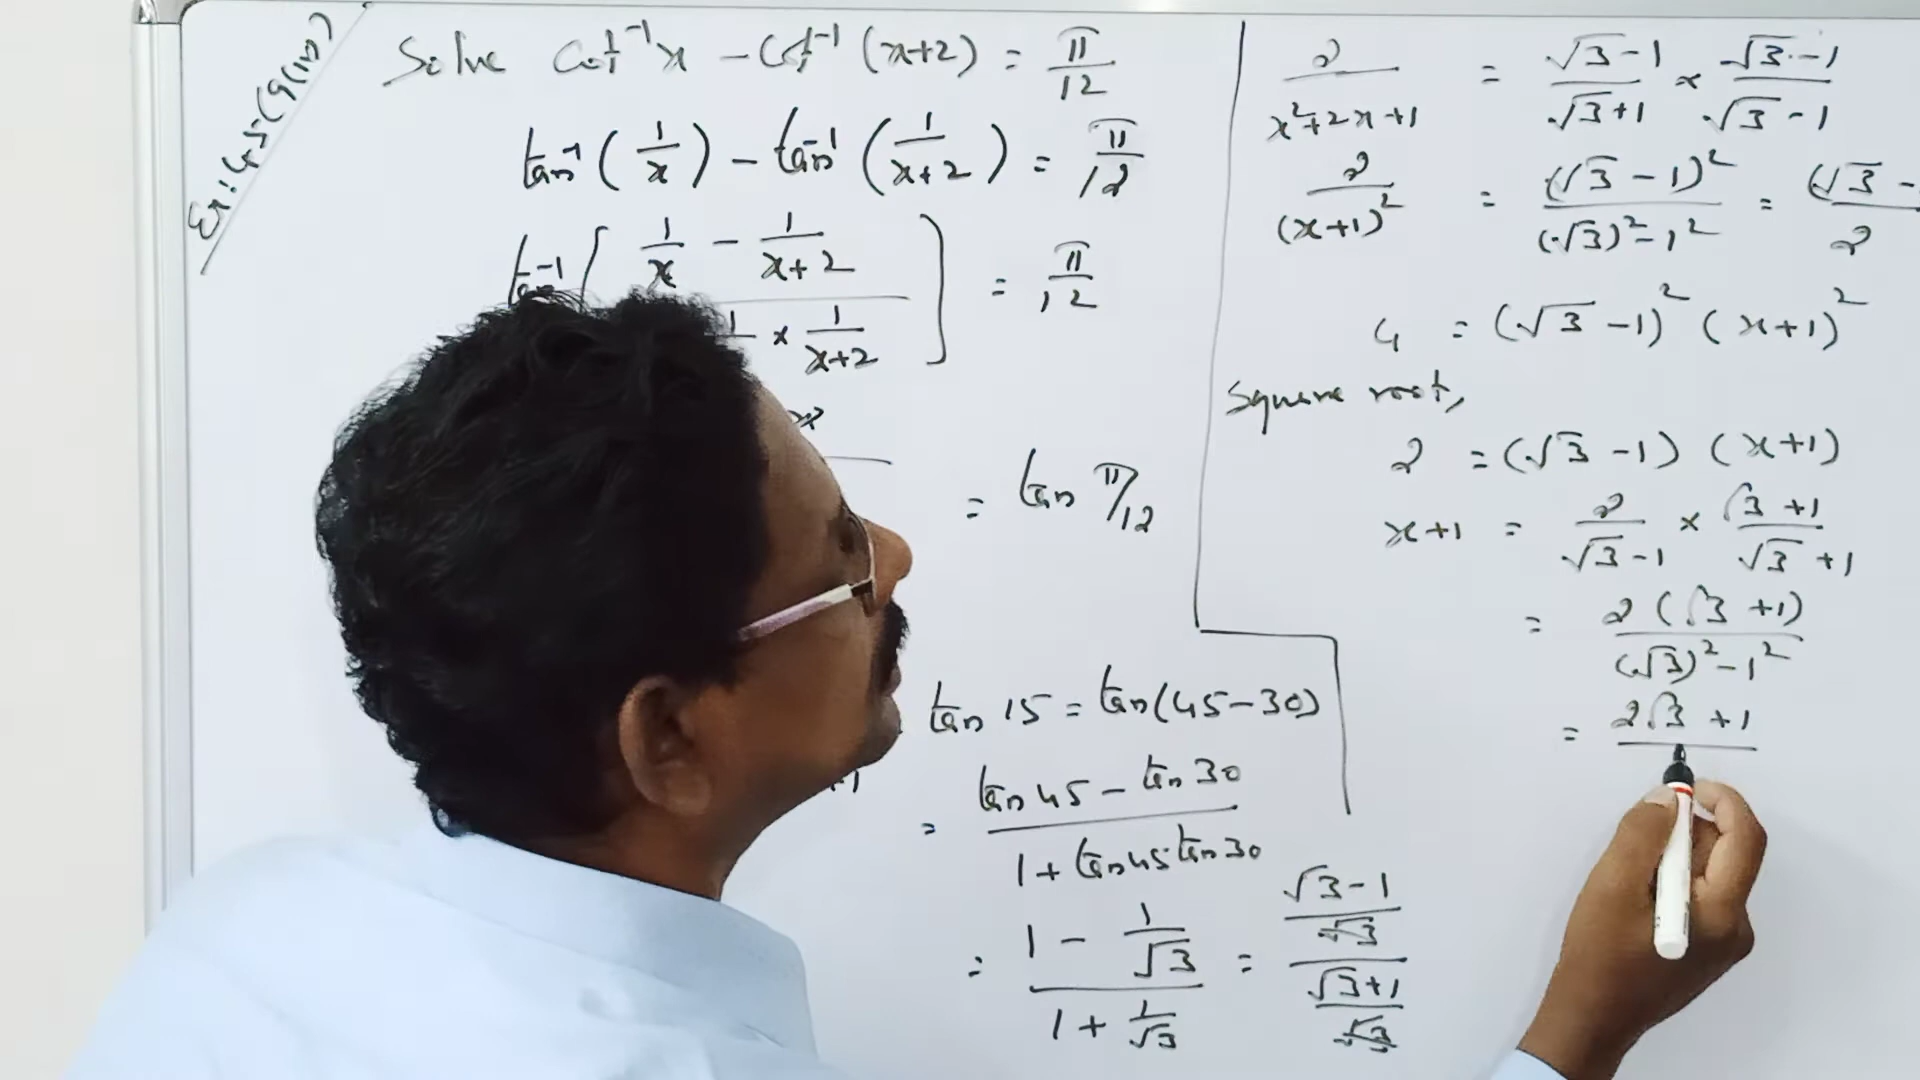 Ex: 4.5 (9(iv)
Solve Cot⁻¹x - Cot⁻¹ (x+2) = π/12
tan⁻¹ (1/x) - tan⁻¹ (1/(x+2)) = π/12
tan⁻¹ [ 1/x - 1/(x+2)
× 1/(x+2) ] = π/12
= tan π/12
tan 15 = tan(45-30)
= (tan 45 - tan 30)/(1 + tan 45 tan 30)
= (1 - 1/√3)/(1 + 1/√3) = ((√3-1)/√3)/((√3+1)/√3)
2/(x²+2x+1) = (√3-1)/(√3+1) × (√3-1)/(√3-1)
2/(x+1)² = (√3-1)²/((√3)²-1²) = (√3 -/2
4 = (√3-1)² (x+1)²
Square root,
2 = (√3-1) (x+1)
x+1 = 2/(√3-1) × (√3+1)/(√3+1)
= 2(√3+1)/((√3)²-1²)
= 2√3+1